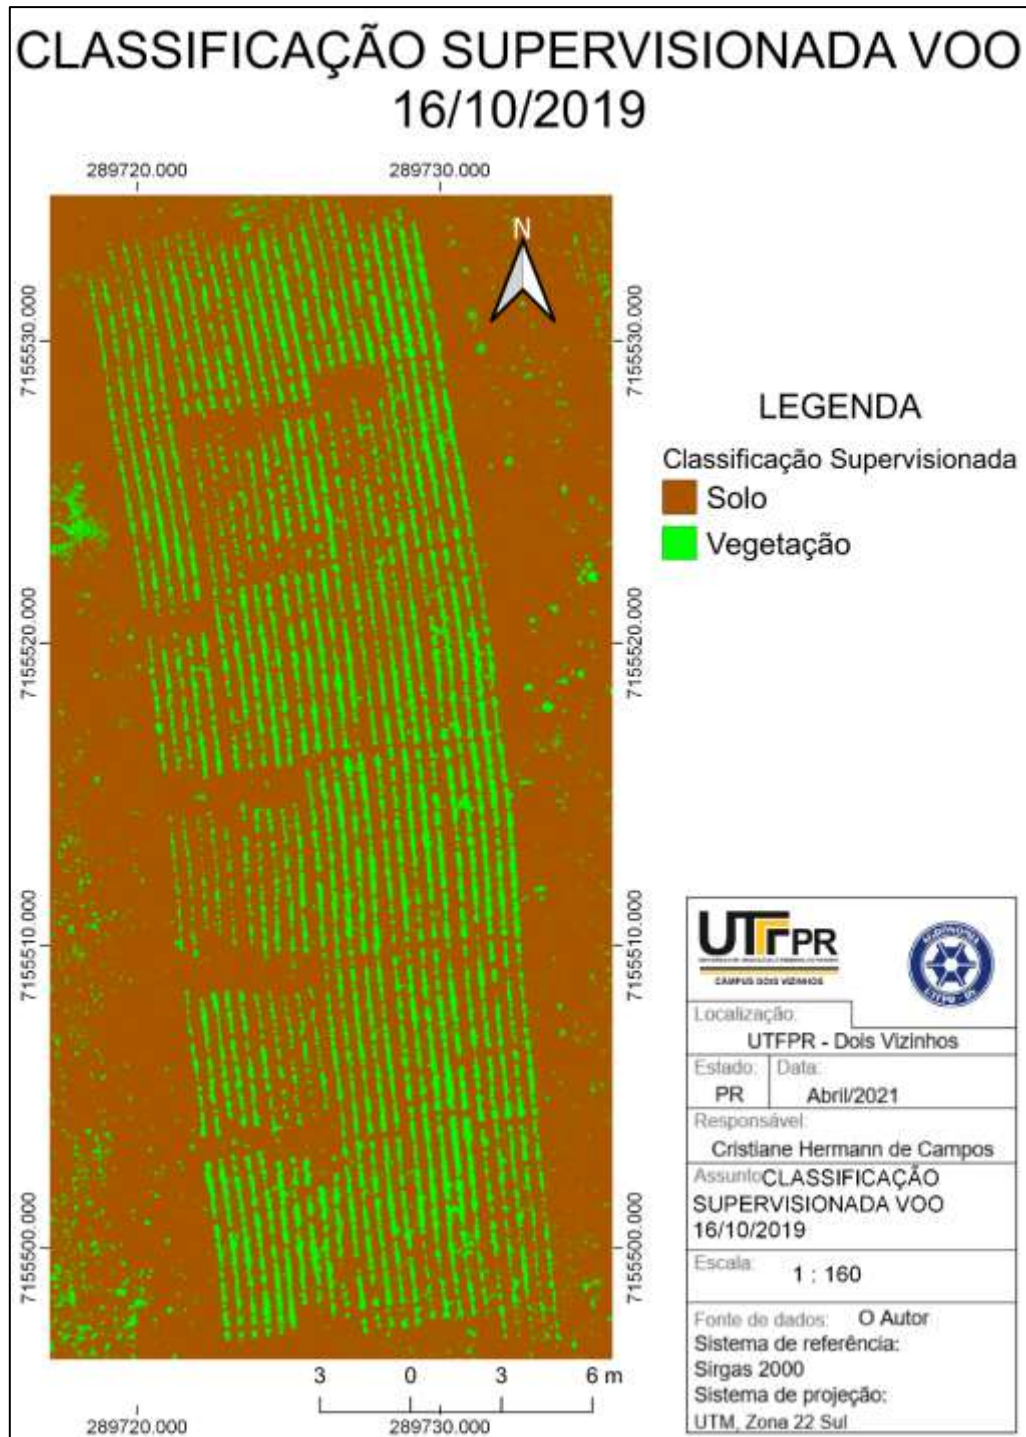 CLASSIFICAÇÃO SUPERVISIONADA VOO
16/10/2019
289720.000
289730.000
N
7155530.000
7155530.000
7155520.000
7155520.000
7155510.000
7155510.000
7155500.000
7155500.000
LEGENDA
Classificação Supervisionada
Solo
Vegetação
3 0 3 6 m
289720.000
289730.000
UTFPR
CÂMPUS DOIS VIZINHOS
AGRONOMIA
UTFPR - DV
Localização:
UTFPR - Dois Vizinhos
Estado: Data:
PR Abril/2021
Responsável:
Cristiane Hermann de Campos
Assunto CLASSIFICAÇÃO
SUPERVISIONADA VOO
16/10/2019
Escala:
1 : 160
Fonte de dados: O Autor
Sistema de referência:
Sirgas 2000
Sistema de projeção:
UTM, Zona 22 Sul